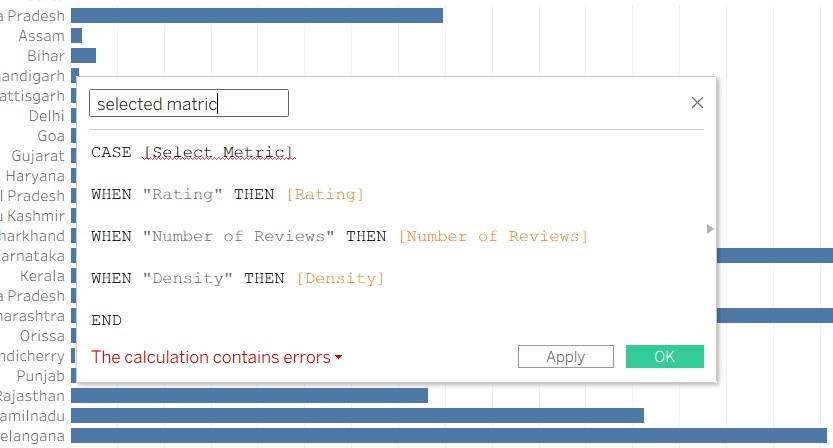 a Pradesh
Assam
Bihar
andigarh
attisgarh
Delhi
Goa
Gujarat
Haryana
l Pradesh
u Kashmir
harkhand
arnataka
Kerala
a Pradesh
harashtra
Orissa
ndicherry
Punjab
Rajasthan
amilnadu
elangana
selected matric
CASE [Select Metric]
WHEN "Rating" THEN [Rating]
WHEN "Number of Reviews" THEN [Number of Reviews]
WHEN "Density" THEN [Density]
END
The calculation contains errors
Apply
OK